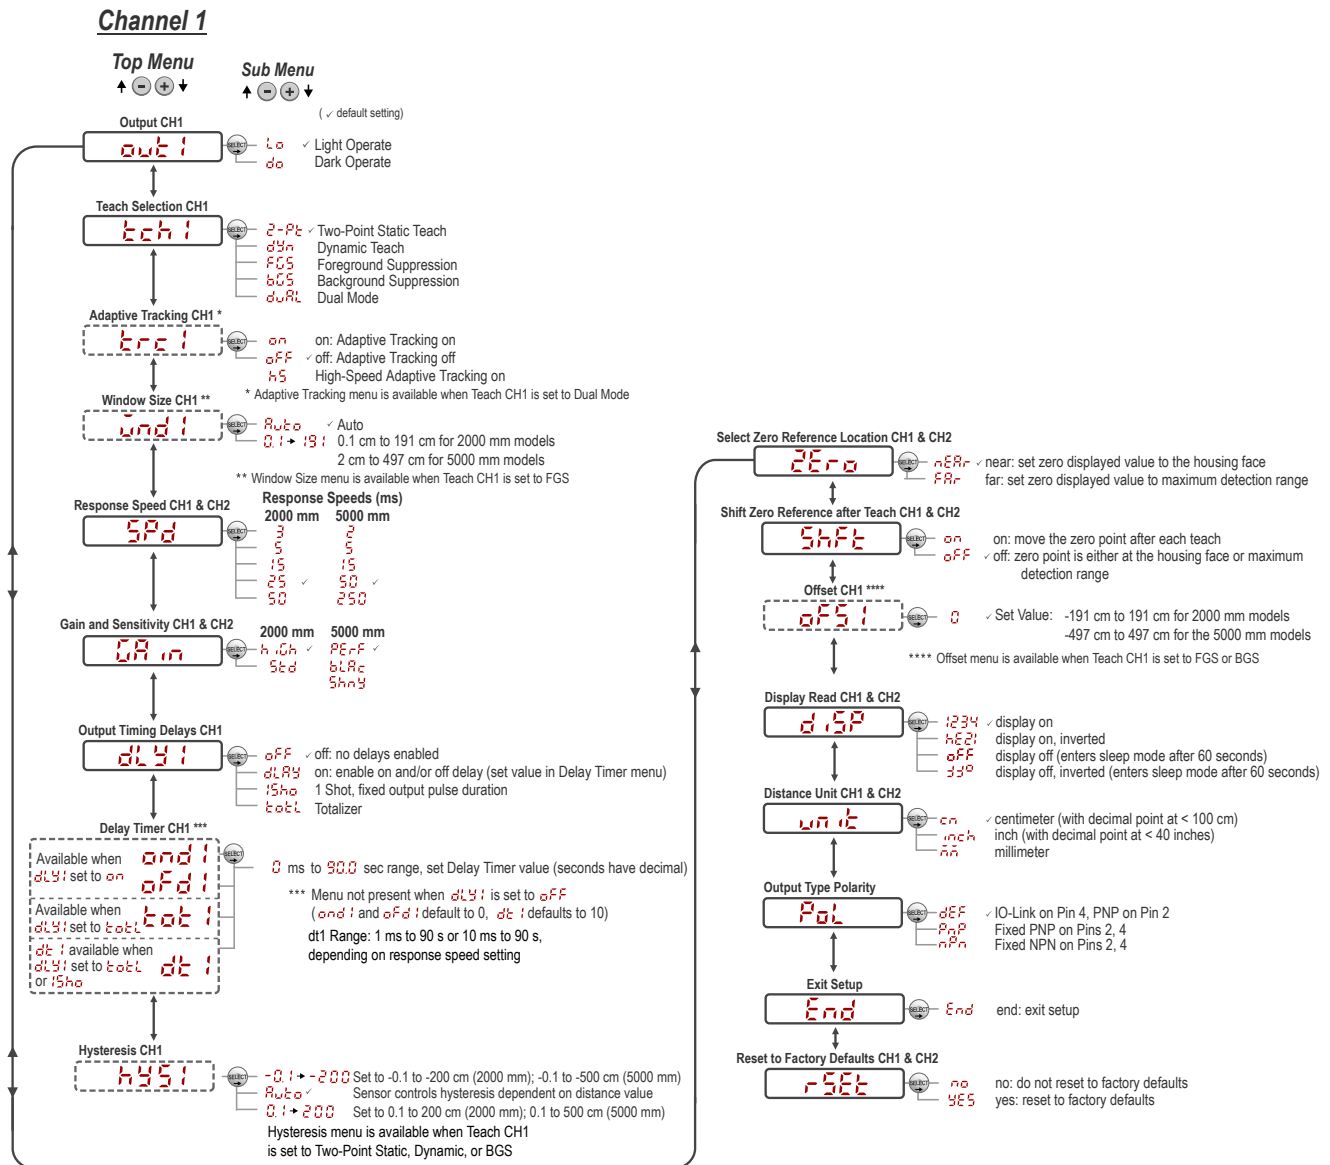 Channel 1
Top Menu
Sub Menu
- +
- +
( ✓ default setting)
Output CH1
out1
SELECT
Lo ✓ Light Operate
do Dark Operate
Teach Selection CH1
tch1
SELECT
2-Pt ✓ Two-Point Static Teach
dYn Dynamic Teach
FGS Foreground Suppression
bGS Background Suppression
duAL Dual Mode
Adaptive Tracking CH1 *
trc1
SELECT
on on: Adaptive Tracking on
oFF ✓ off: Adaptive Tracking off
hS High-Speed Adaptive Tracking on
* Adaptive Tracking menu is available when Teach CH1 is set to Dual Mode
Window Size CH1 **
wnd1
SELECT
Auto ✓ Auto
0.1 → 191 0.1 cm to 191 cm for 2000 mm models
2 cm to 497 cm for 5000 mm models
** Window Size menu is available when Teach CH1 is set to FGS
Response Speed CH1 & CH2
SPd
SELECT
Response Speeds (ms)
2000 mm 5000 mm
3 2
5 5
15 15
25 ✓ 50 ✓
50 250
Gain and Sensitivity CH1 & CH2
GAin
SELECT
2000 mm 5000 mm
hiGh ✓ PErF ✓
Std bLAc
ShnY
Output Timing Delays CH1
dLY1
SELECT
oFF ✓ off: no delays enabled
dLAY on: enable on and/or off delay (set value in Delay Timer menu)
1Sho 1 Shot, fixed output pulse duration
totL Totalizer
Delay Timer CH1 ***
Available when
dLY1 set to on
ond1
oFd1
Available when
dLY1 set to totL
tot1
dt1 available when
dLY1 set to totL
or 1Sho
dt1
SELECT
0 ms to 90.0 sec range, set Delay Timer value (seconds have decimal)
*** Menu not present when dLY1 is set to oFF
(ond1 and oFd1 default to 0, dt1 defaults to 10)
dt1 Range: 1 ms to 90 s or 10 ms to 90 s,
depending on response speed setting
Hysteresis CH1
hYS1
SELECT
-0.1 → -200 Set to -0.1 to -200 cm (2000 mm); -0.1 to -500 cm (5000 mm)
Auto ✓ Sensor controls hysteresis dependent on distance value
0.1 → 200 Set to 0.1 to 200 cm (2000 mm); 0.1 to 500 cm (5000 mm)
Hysteresis menu is available when Teach CH1
is set to Two-Point Static, Dynamic, or BGS
Select Zero Reference Location CH1 & CH2
ZEro
SELECT
nEAr ✓ near: set zero displayed value to the housing face
FAr far: set zero displayed value to maximum detection range
Shift Zero Reference after Teach CH1 & CH2
ShFt
SELECT
on on: move the zero point after each teach
oFF ✓ off: zero point is either at the housing face or maximum
detection range
Offset CH1 ****
oFS1
SELECT
0 ✓ Set Value: -191 cm to 191 cm for 2000 mm models
-497 cm to 497 cm for the 5000 mm models
**** Offset menu is available when Teach CH1 is set to FGS or BGS
Display Read CH1 & CH2
diSP
SELECT
1234 ✓ display on
hEZ1 display on, inverted
oFF display off (enters sleep mode after 60 seconds)
display off, inverted (enters sleep mode after 60 seconds)
Distance Unit CH1 & CH2
unit
SELECT
cm ✓ centimeter (with decimal point at < 100 cm)
inch inch (with decimal point at < 40 inches)
mm millimeter
Output Type Polarity
PoL
SELECT
dEF ✓ IO-Link on Pin 4, PNP on Pin 2
PnP Fixed PNP on Pins 2, 4
nPn Fixed NPN on Pins 2, 4
Exit Setup
End
SELECT
End end: exit setup
Reset to Factory Defaults CH1 & CH2
rSEt
SELECT
no no: do not reset to factory defaults
YES yes: reset to factory defaults